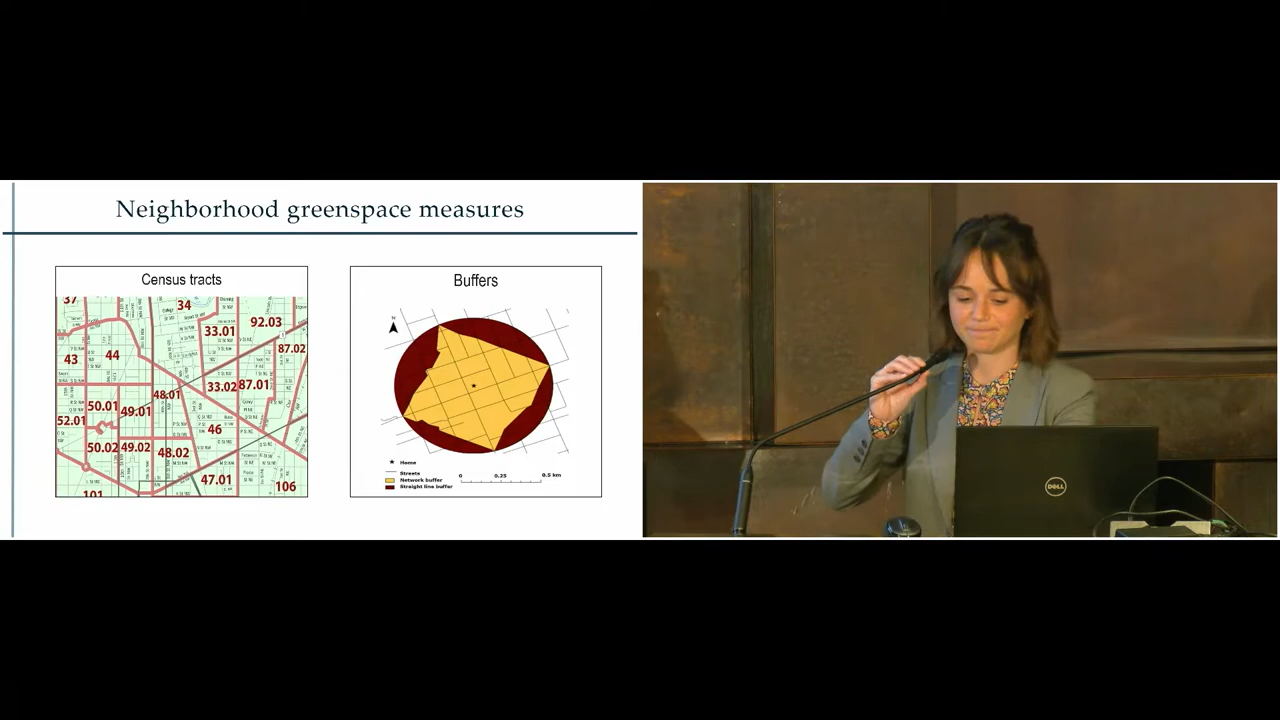 Neighborhood greenspace measures
Census tracts
37
34
33.01
92.03
43
44
87.02
48.01
33.02
87.01
50.01
49.01
52.01
46
50.02
49.02
48.02
47.01
101
106
Buffers
N
Home
Streets
Network buffer
Straight line buffer
0
0.25
0.5 km
DELL